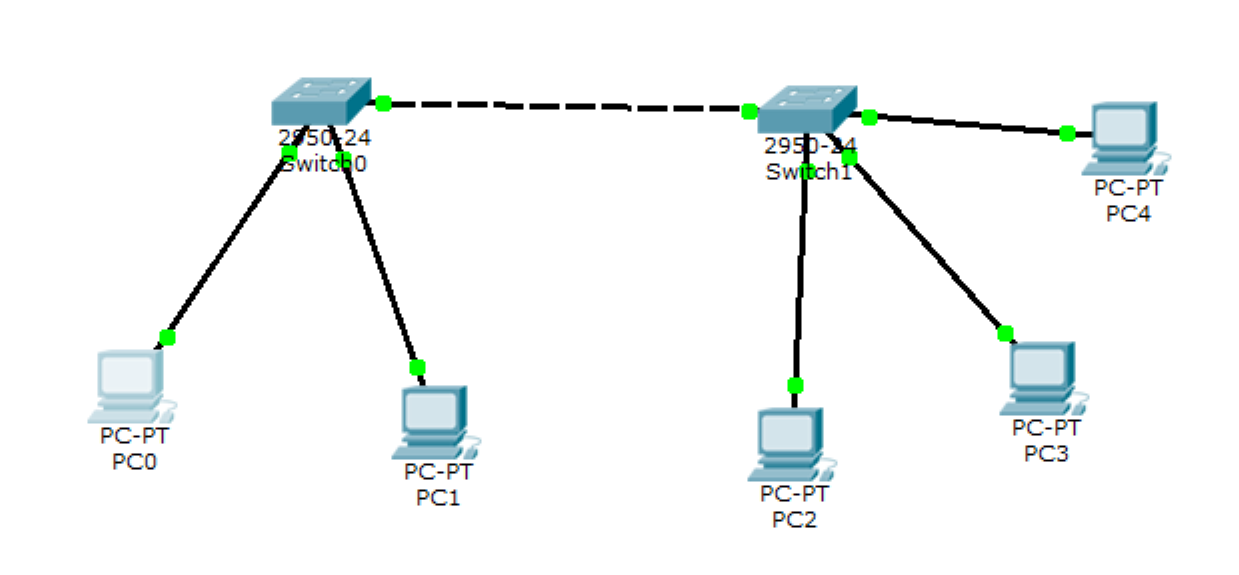 2950-24
Switch0
2950-24
Switch1
PC-PT
PC4
PC-PT
PC0
PC-PT
PC1
PC-PT
PC2
PC-PT
PC3